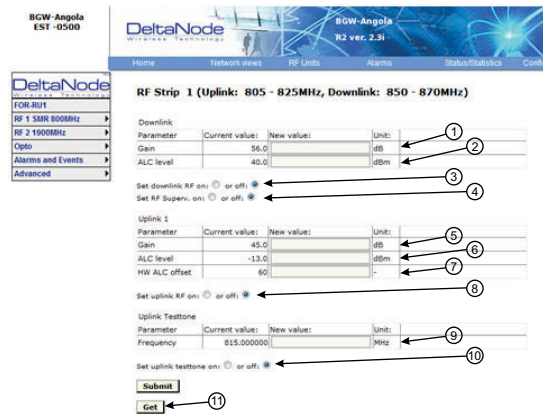 BGW-Angola
EST -0500
DeltaNode
Wireless Technology
BGW-Angola
R2 ver. 2.3i
Home Network views RF Units Alarms Status/Statistics Confi
DeltaNode
Wireless Technology
FOR-RU1
RF 1 SMR 800MHz
RF 2 1900MHz
Opto
Alarms and Events
Advanced
RF Strip 1 (Uplink: 805 - 825MHz, Downlink: 850 - 870MHz)
Downlink
Parameter Current value: New value: Unit:
Gain 56.0 dB 1
ALC level 40.0 dBm 2
Set downlink RF on: or off: 3
Set RF Superv. on: or off: 4
Uplink 1
Parameter Current value: New value: Unit:
Gain 45.0 dB 5
ALC level -13.0 dBm 6
HW ALC offset 60 - 7
Set uplink RF on: or off: 8
Uplink Testtone
Parameter Current value: New value: Unit:
Frequency 815.000000 MHz 9
Set uplink testtone on: or off: 10
Submit
Get 11